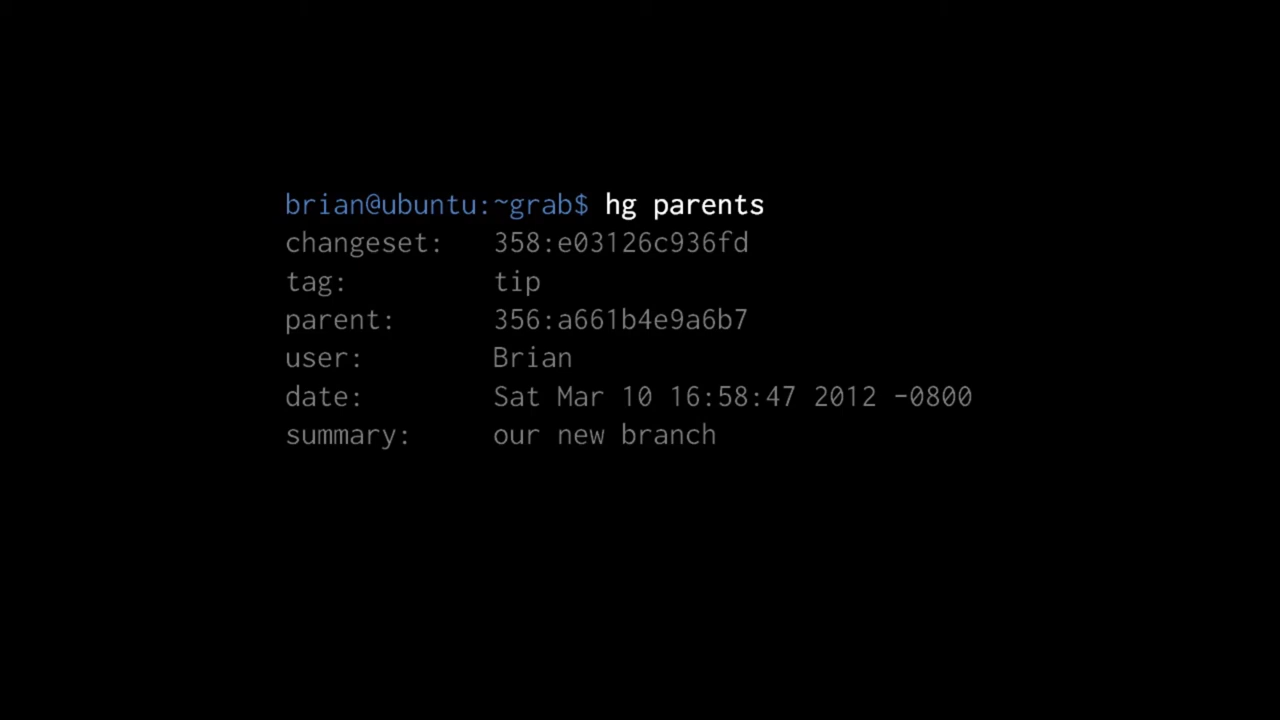 brian@ubuntu:~grab$ hg parents
changeset: 358:e03126c936fd
tag: tip
parent: 356:a661b4e9a6b7
user: Brian
date: Sat Mar 10 16:58:47 2012 -0800
summary: our new branch